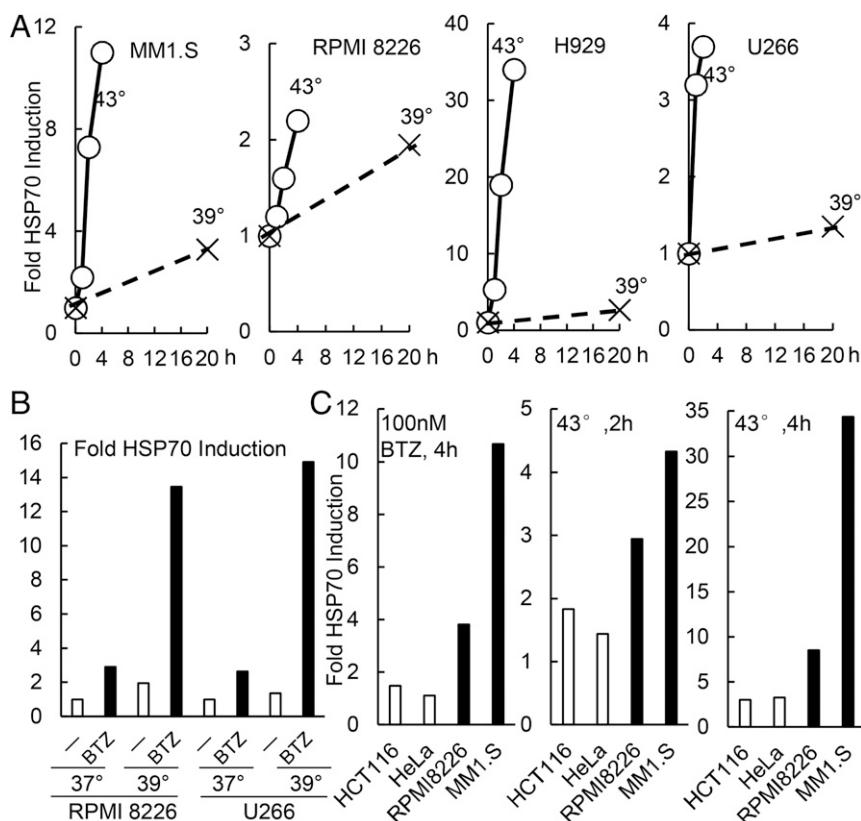 A
Fold HSP70 Induction
12
8
4
0
MM1.S
43°
39°
0 4 8 12 16 20 h
3
2
1
0
RPMI 8226
43°
39°
0 4 8 12 16 20 h
40
30
20
10
0
43° H929
39°
0 4 8 12 16 20 h
4
3
2
1
0
U266
43°
39°
0 4 8 12 16 20 h
B
Fold HSP70 Induction
16
14
12
10
8
6
4
2
0
– BTZ – BTZ – BTZ – BTZ
37° 39° 37° 39°
RPMI 8226 U266
C
Fold HSP70 Induction
12
10
8
6
4
2
0
100nM
BTZ, 4h
HCT116 HeLa RPMI8226 MM1.S
5
4
3
2
1
0
43° ,2h
HCT116 HeLa RPMI8226 MM1.S
35
30
25
20
15
10
5
0
43° ,4h
HCT116 HeLa RPMI8226 MM1.S